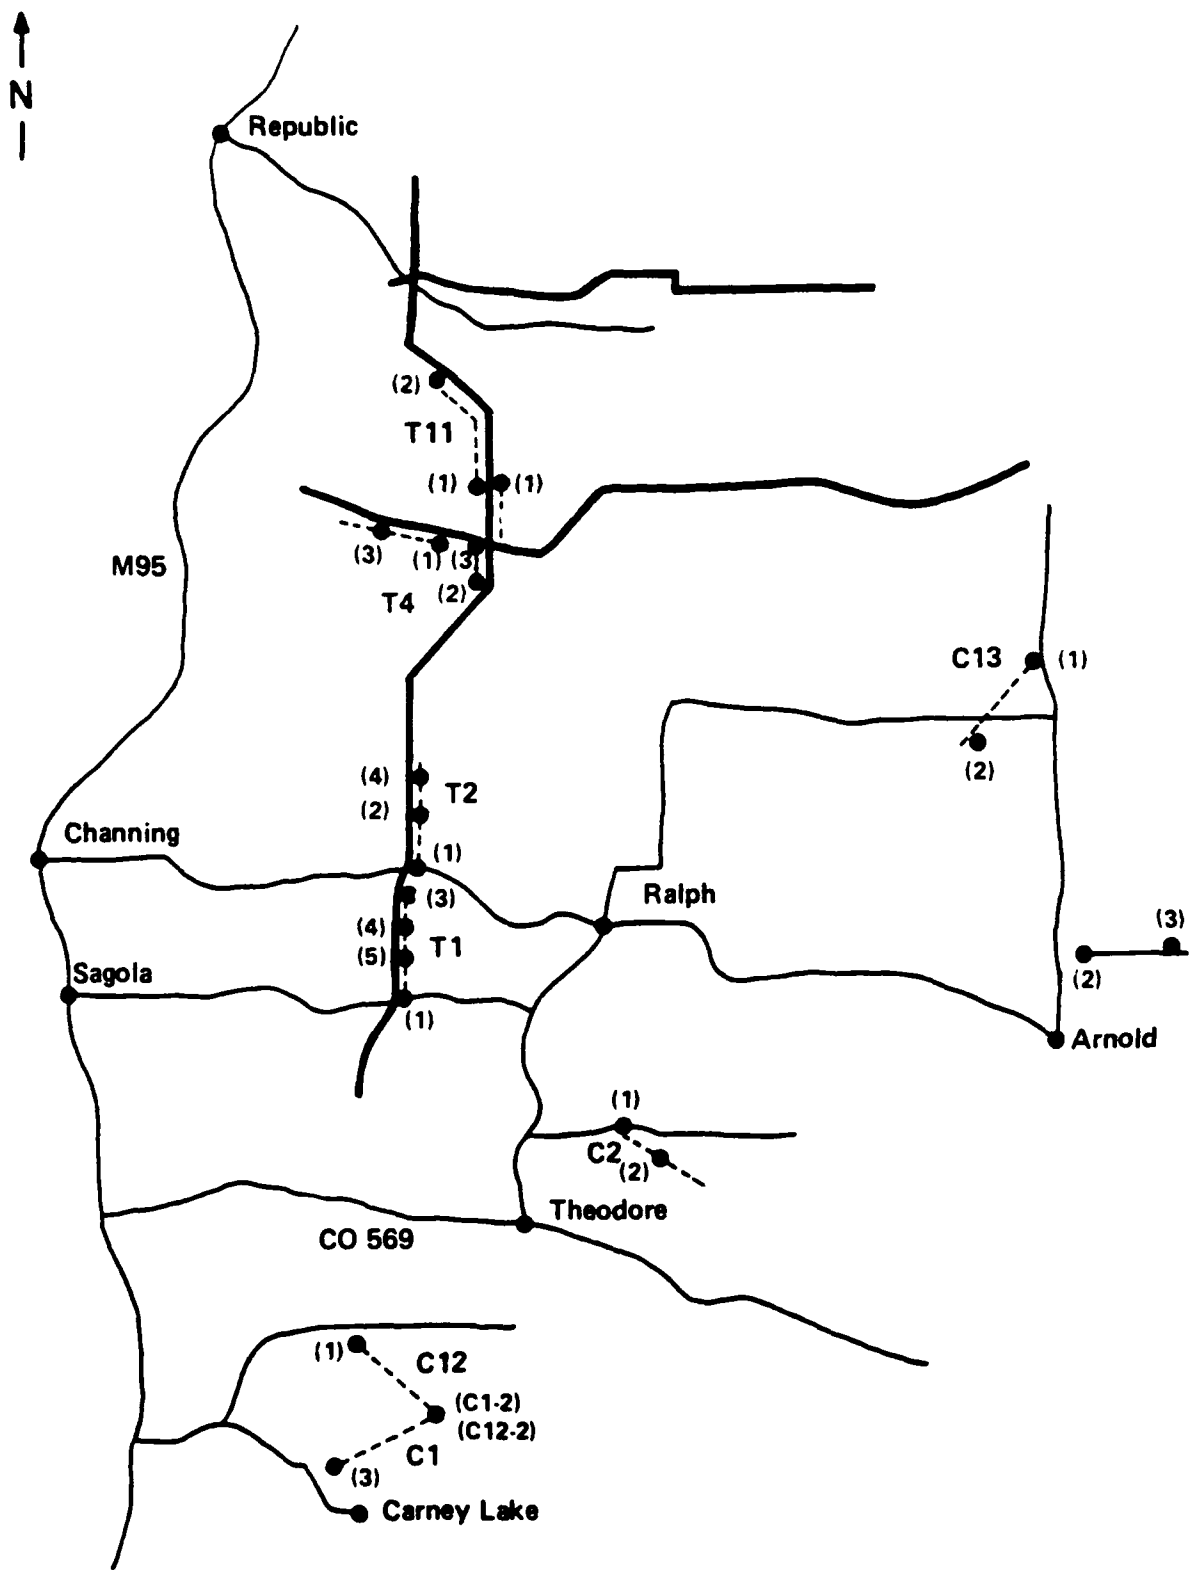 N
Republic
(2)
T11
(1) (1)
M95
(3) (1) (3)
T4 (2)
C13 (1)
(2)
(4) T2
(2)
Channing (1)
(3) Ralph
(4) T1
(5)
(3)
Sagola (2)
(1)
Arnold
(1)
C2 (2)
Theodore
CO 569
(1) C12
(C1-2)
(C12-2)
C1
(3)
Carney Lake